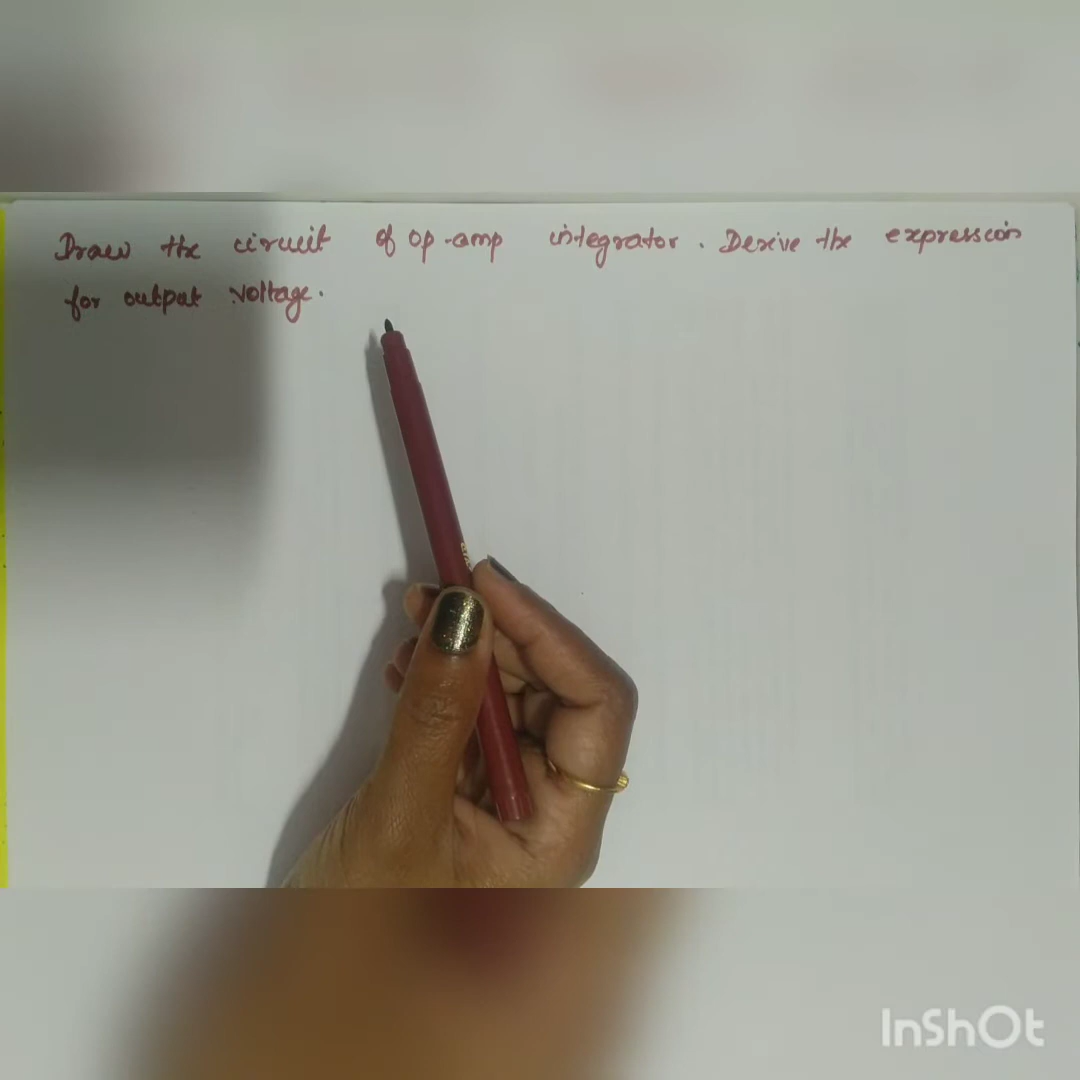 Draw the circuit of op-amp integrator. Derive the expression
for output voltage.
InShOt